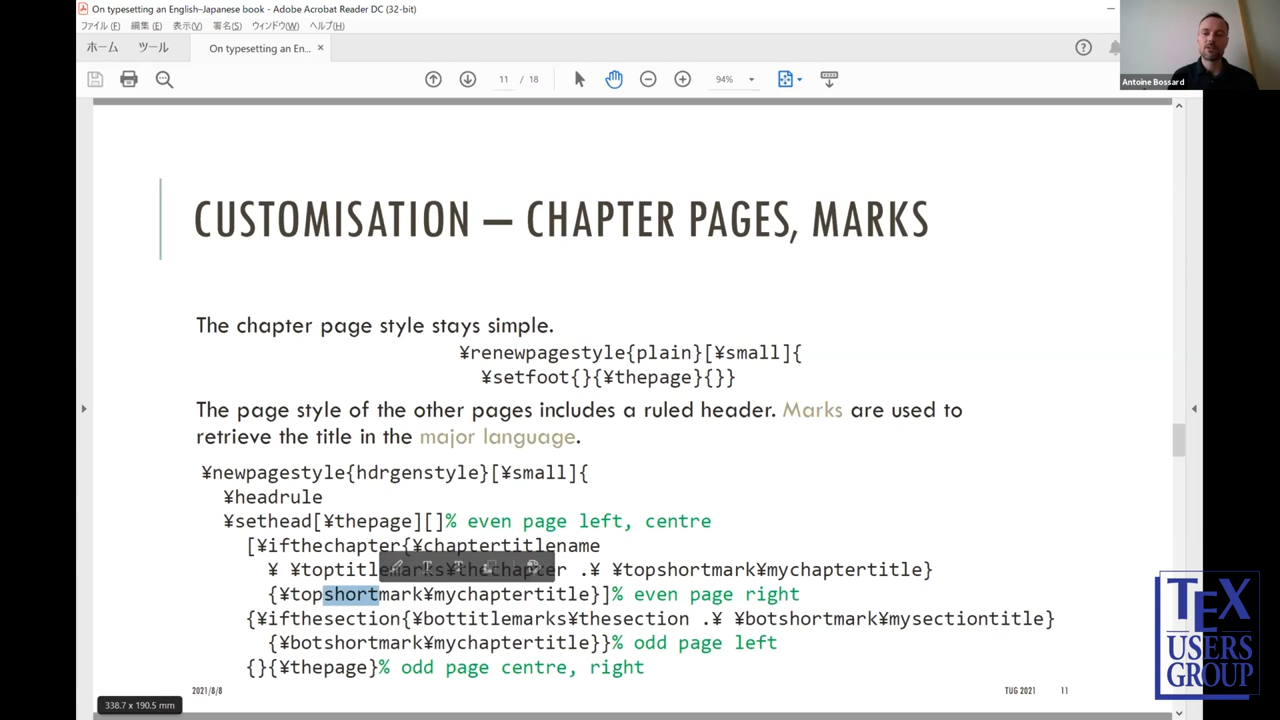 On typesetting an English-Japanese book - Adobe Acrobat Reader DC (32-bit)
ファイル(F) 編集(E) 表示(V) 署名(S) ウィンドウ(W) ヘルプ(H)
ホーム ツール On typesetting an En... ×
11 / 18 94%
Antoine Bossard
CUSTOMISATION — CHAPTER PAGES, MARKS
The chapter page style stays simple.
¥renewpagestyle{plain}[¥small]{
¥setfoot{}{¥thepage}{}}
The page style of the other pages includes a ruled header. Marks are used to
retrieve the title in the major language.
¥newpagestyle{hdrgenstyle}[¥small]{
¥headrule
¥sethead[¥thepage][]% even page left, centre
[¥ifthechapter{¥chaptertitlename
¥ ¥toptitlemarks¥thechapter .¥ ¥topshortmark¥mychaptertitle}
{¥topshortmark¥mychaptertitle}]% even page right
{¥ifthesection{¥bottitlemarks¥thesection .¥ ¥botshortmark¥mysectiontitle}
{¥botshortmark¥mychaptertitle}}% odd page left
{}{¥thepage}% odd page centre, right
2021/8/8 TUG 2021 11
338.7 x 190.5 mm
TEX
USERS
GROUP